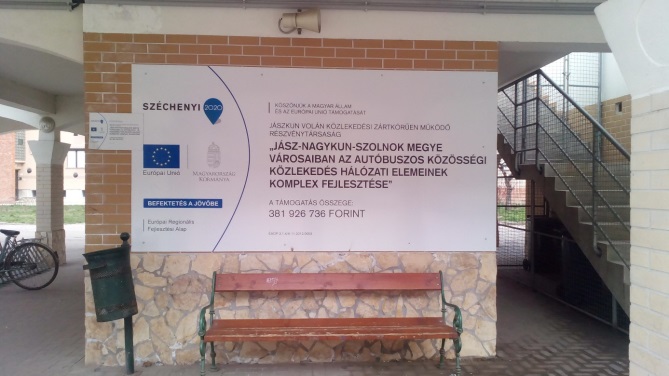 SZÉCHENYI 2020
Európai Unió
MAGYARORSZÁG
KORMÁNYA
BEFEKTETÉS A JÖVŐBE
Európai Regionális
Fejlesztési Alap
KÖSZÖNJÜK A MAGYAR ÁLLAM
ÉS AZ EURÓPAI UNIÓ TÁMOGATÁSÁT
JÁSZKUN VOLÁN KÖZLEKEDÉSI ZÁRTKÖRŰEN MŰKÖDŐ
RÉSZVÉNYTÁRSASÁG
„JÁSZ-NAGYKUN-SZOLNOK MEGYE
VÁROSAIBAN AZ AUTÓBUSZOS KÖZÖSSÉGI
KÖZLEKEDÉS HÁLÓZATI ELEMEINEK
KOMPLEX FEJLESZTÉSE”
A TÁMOGATÁS ÖSSZEGE:
381 926 736 FORINT